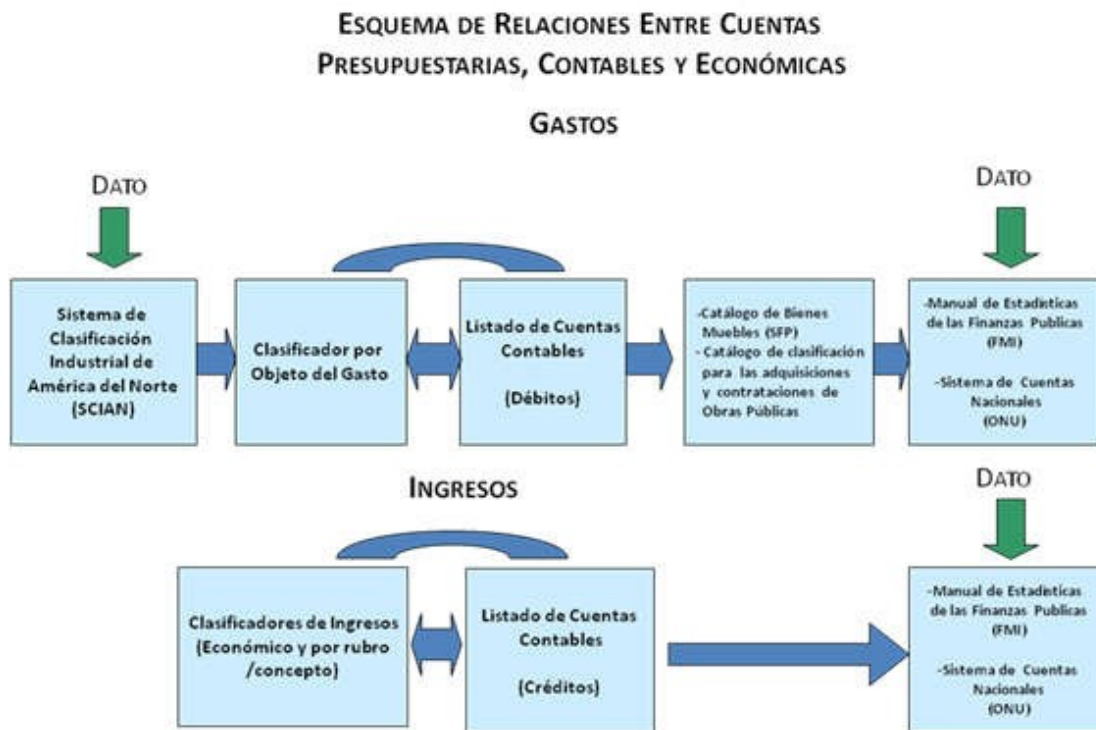 ESQUEMA DE RELACIONES ENTRE CUENTAS
PRESUPUESTARIAS, CONTABLES Y ECONÓMICAS
GASTOS
DATO
DATO
Sistema de
Clasificación
Industrial de
América del Norte
(SCIAN)
Clasificador por
Objeto del Gasto
Listado de Cuentas
Contables
(Débitos)
-Catálogo de Bienes
Muebles (SFP)
- Catálogo de clasificación
para las adquisiciones
y contrataciones de
Obras Públicas
-Manual de Estadísticas
de las Finanzas Publicas
(FMI)
-Sistema de Cuentas
Nacionales
(ONU)
INGRESOS
DATO
Clasificadores de Ingresos
(Económico y por rubro
/concepto)
Listado de Cuentas
Contables
(Créditos)
-Manual de Estadísticas
de las Finanzas Publicas
(FMI)
-Sistema de Cuentas
Nacionales
(ONU)